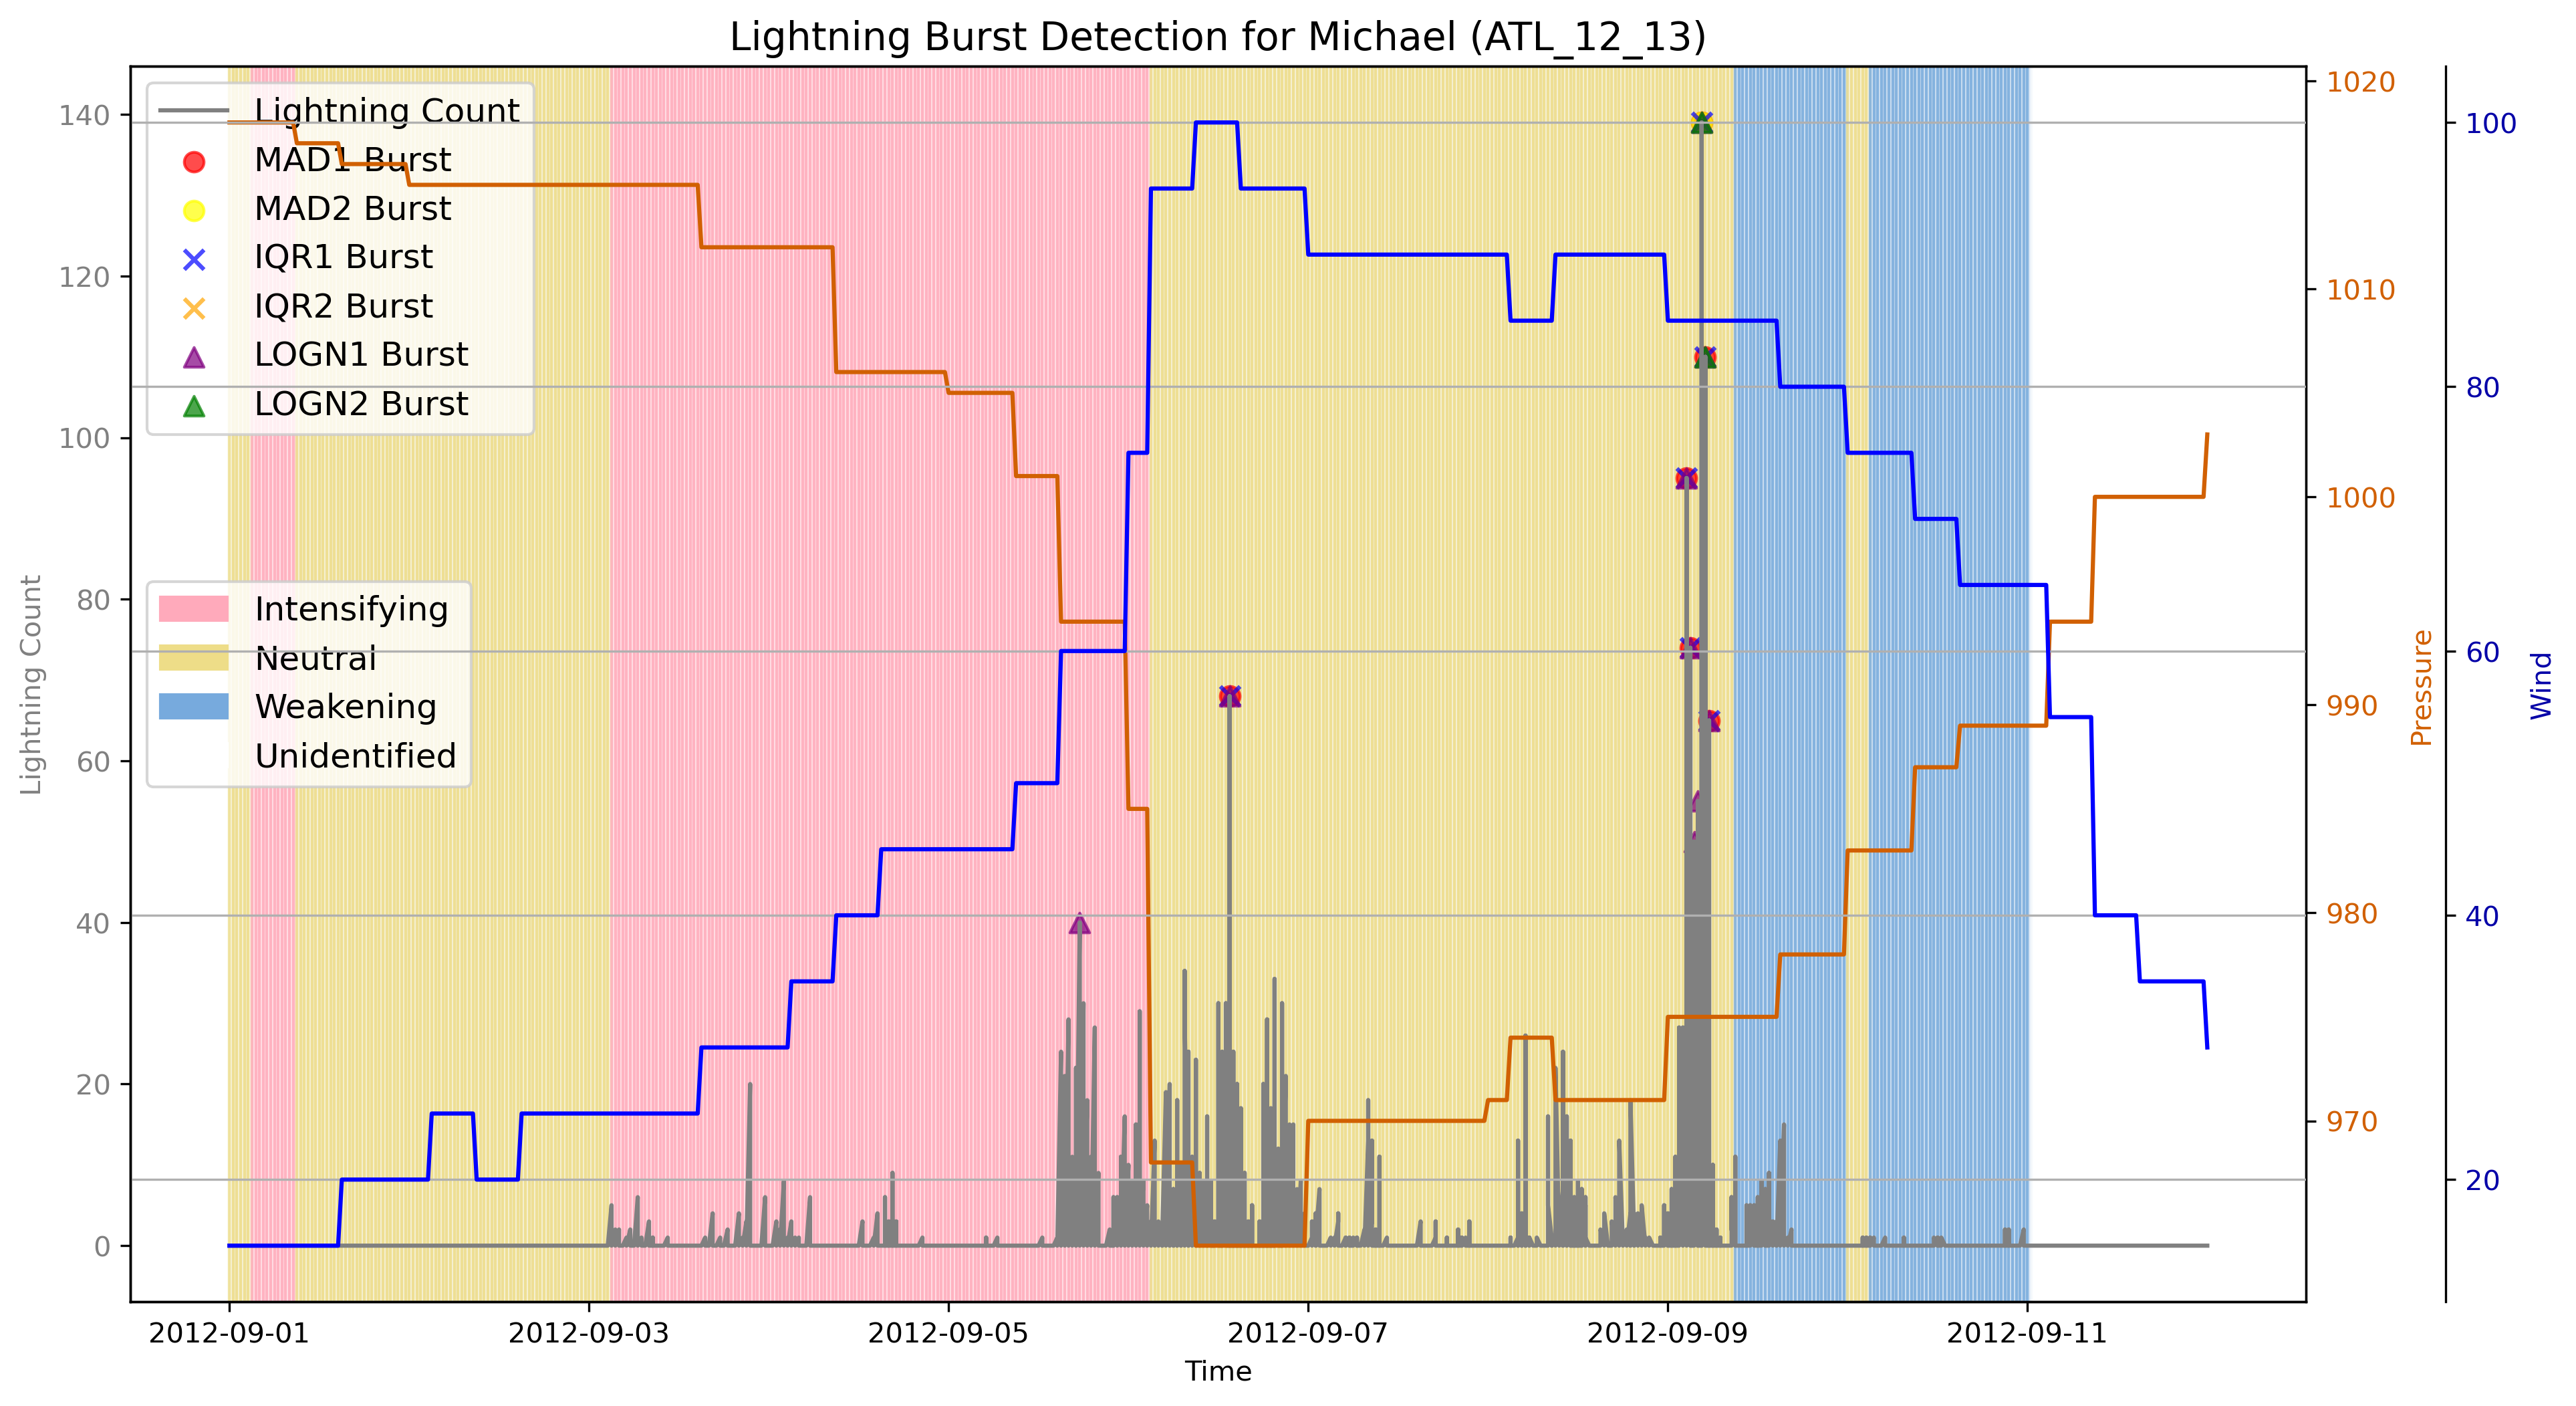 Lightning Burst Detection for Michael (ATL_12_13)
Lightning Count
MAD1 Burst
MAD2 Burst
IQR1 Burst
IQR2 Burst
LOGN1 Burst
LOGN2 Burst
Intensifying
Neutral
Weakening
Unidentified
140
120
100
80
60
40
20
0
Lightning Count
1020
1010
1000
990
980
970
Pressure
100
80
60
40
20
Wind
2012-09-01
2012-09-03
2012-09-05
2012-09-07
2012-09-09
2012-09-11
Time